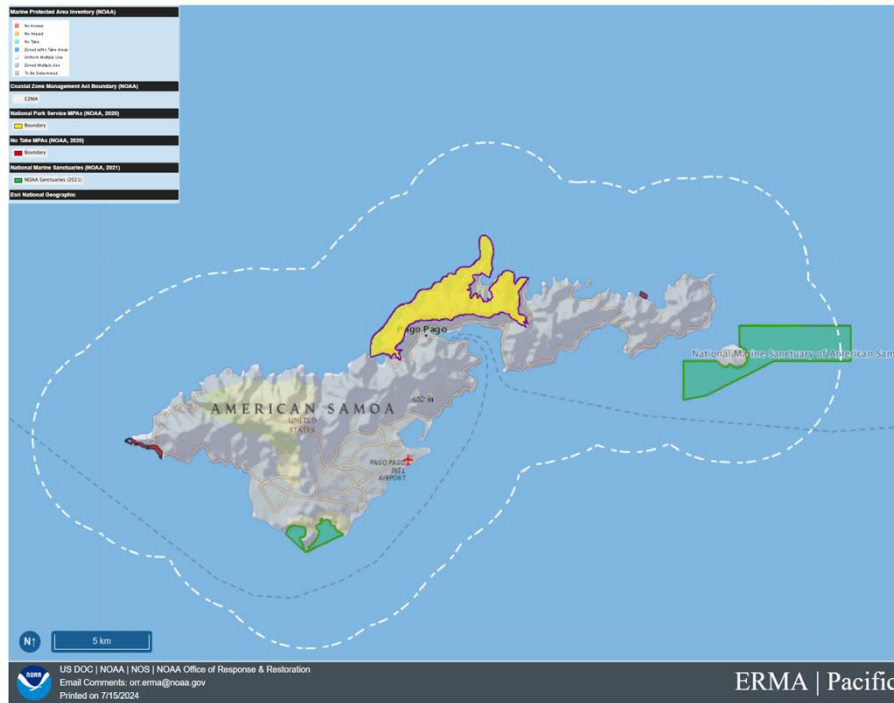 Marine Protected Area Inventory (NOAA)
No Access
No Impact
No Take
Zoned w/No Take Areas
Uniform Multiple Use
Zoned Multiple Use
To Be Determined
Coastal Zone Management Act Boundary (NOAA)
CZMA
National Park Service MPAs (NOAA, 2020)
Boundary
No Take MPAs (NOAA, 2020)
Boundary
National Marine Sanctuaries (NOAA, 2021)
NOAA Sanctuaries (2021)
Esri National Geographic
Pago Pago
National Marine Sanctuary of American Sam
652 m
AMERICAN SAMOA
UNITED
STATES
PAGO PAGO
INT'L
AIRPORT
N↑
5 km
NOAA
US DOC | NOAA | NOS | NOAA Office of Response & Restoration
Email Comments: orr.erma@noaa.gov
Printed on 7/15/2024
ERMA | Pacific